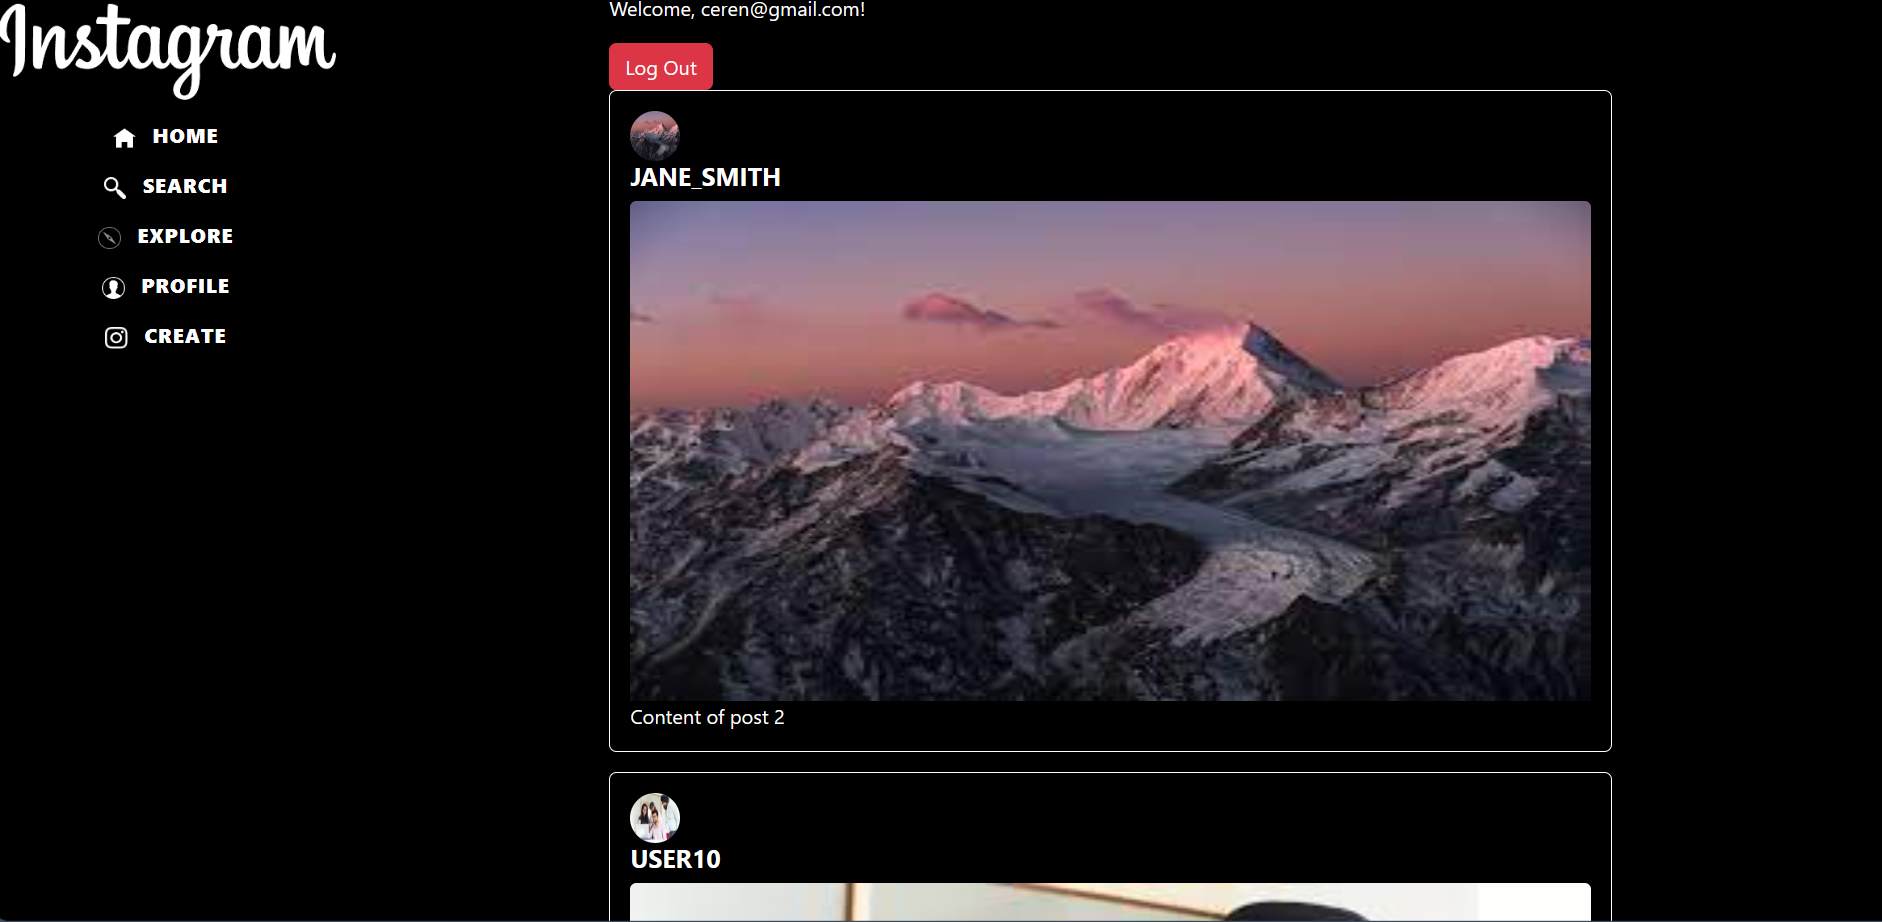 Instagram
HOME
SEARCH
EXPLORE
PROFILE
CREATE
Welcome, ceren@gmail.com!
Log Out
JANE_SMITH
Content of post 2
USER10